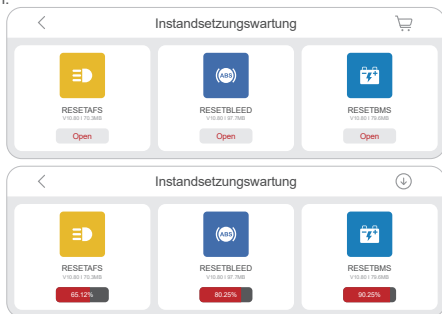 Instandsetzungswartung
ABS
RESETAFS RESETBLEED RESETBMS
V10.80 I 70.3MB V10.80 I 97.7MB V10.80 I 79.6MB
Open Open Open
Instandsetzungswartung
ABS
RESETAFS RESETBLEED RESETBMS
V10.80 I 70.3MB V10.80 I 97.7MB V10.80 I 79.6MB
65.12% 80.25% 90.25%